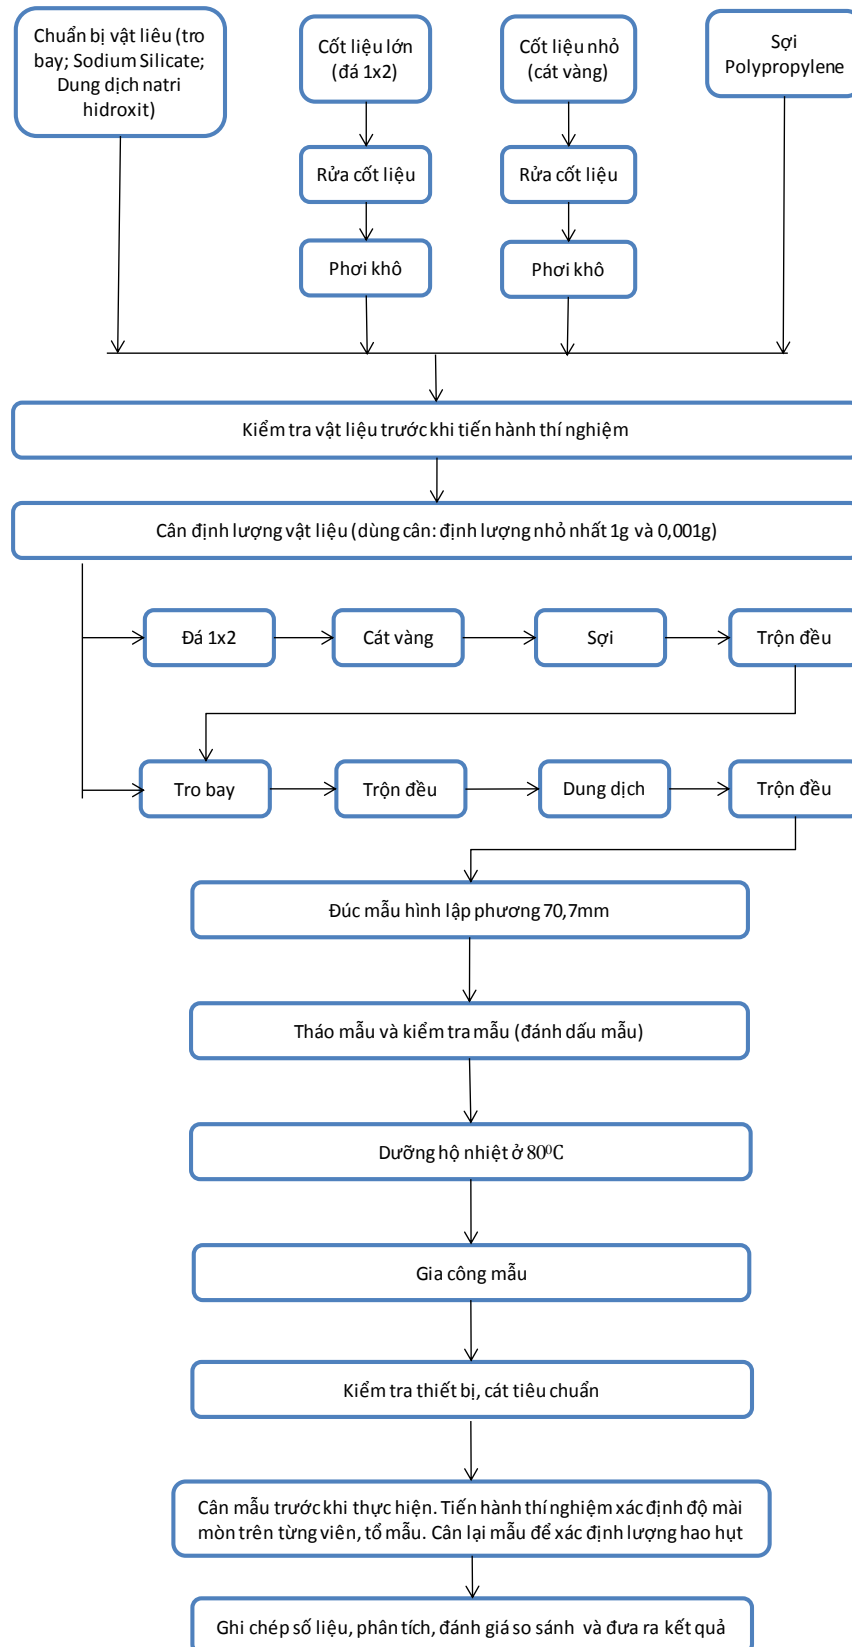 Chuẩn bị vật liêu (tro
bay; Sodium Silicate;
Dung dịch natri
hidroxit)
Cốt liệu lớn
(đá 1x2)
Cốt liệu nhỏ
(cát vàng)
Sợi
Polypropylene
Rửa cốt liệu
Rửa cốt liệu
Phơi khô
Phơi khô
Kiểm tra vật liệu trước khi tiến hành thí nghiệm
Cân định lượng vật liệu (dùng cân: định lượng nhỏ nhất 1g và 0,001g)
Đá 1x2
Cát vàng
Sợi
Trộn đều
Tro bay
Trộn đều
Dung dịch
Trộn đều
Đúc mẫu hình lập phương 70,7mm
Tháo mẫu và kiểm tra mẫu (đánh dấu mẫu)
Dưỡng hộ nhiệt ở 80⁰C
Gia công mẫu
Kiểm tra thiết bị, cát tiêu chuẩn
Cân mẫu trước khi thực hiện. Tiến hành thí nghiệm xác định độ mài
mòn trên từng viên, tổ mẫu. Cân lại mẫu để xác định lượng hao hụt
Ghi chép số liệu, phân tích, đánh giá so sánh và đưa ra kết quả